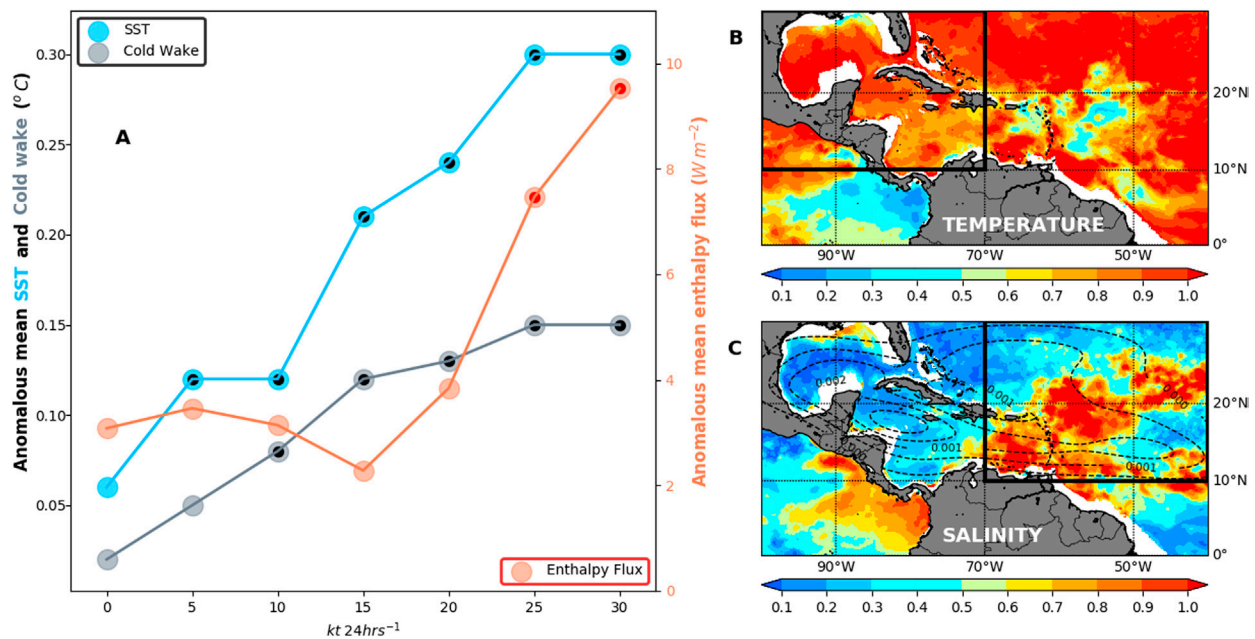 SST
Cold Wake
A
0.30
0.25
0.20
0.15
0.10
0.05
Anomalous mean SST and Cold wake (° C)
10
8
6
4
2
0
Anomalous mean enthalpy flux (W m⁻²)
Enthalpy Flux
0 5 10 15 20 25 30
kt 24hrs⁻¹
B
20°N
10°N
TEMPERATURE
0°
90°W 70°W 50°W
0.1 0.2 0.3 0.4 0.5 0.6 0.7 0.8 0.9 1.0
C
0.002
0.001
0.000
20°N
0.001
0.001
10°N
SALINITY
0°
90°W 70°W 50°W
0.1 0.2 0.3 0.4 0.5 0.6 0.7 0.8 0.9 1.0